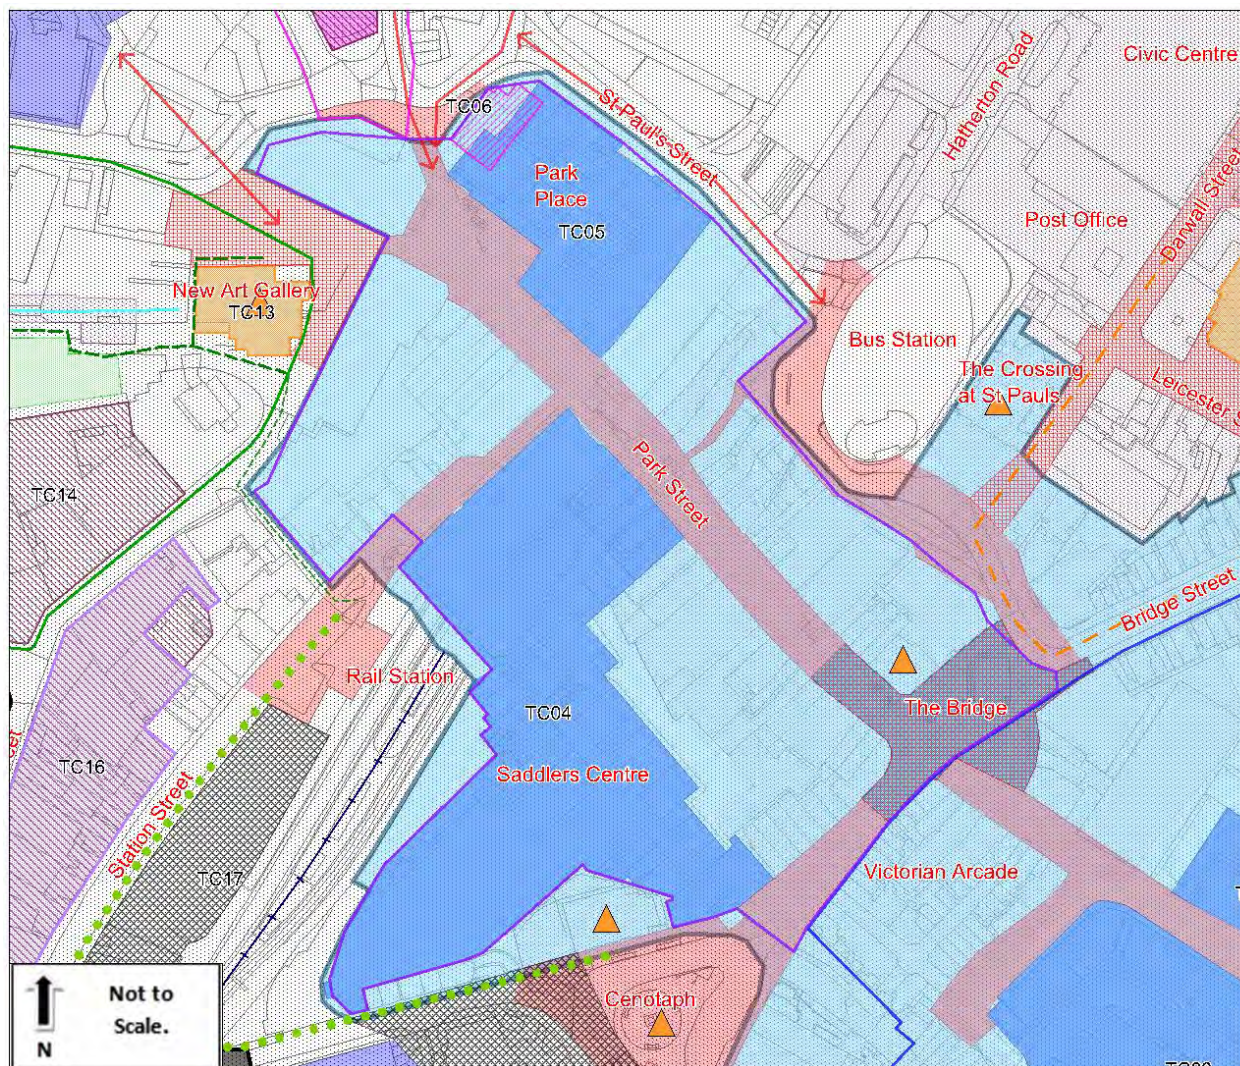 Civic Centre
TC06
St Paul's Street
Hatherton Road
Park
Place
TC05
Darwall Street
Post Office
New Art Gallery
TC13
Bus Station
The Crossing
at St Pauls
Leicester S
Park Street
TC14
Bridge Street
Rail Station
TC04
The Bridge
TC16
Saddlers Centre
Station Street
TC17
Victorian Arcade
Not to
Scale.
N
Cenotaph